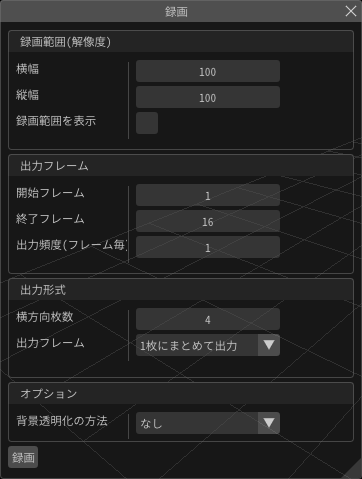 録画
録画範囲(解像度)
横幅 100
縦幅 100
録画範囲を表示
出力フレーム
開始フレーム 1
終了フレーム 16
出力頻度(フレーム毎) 1
出力形式
横方向枚数 4
出力フレーム 1枚にまとめて出力
オプション
背景透明化の方法 なし
録画